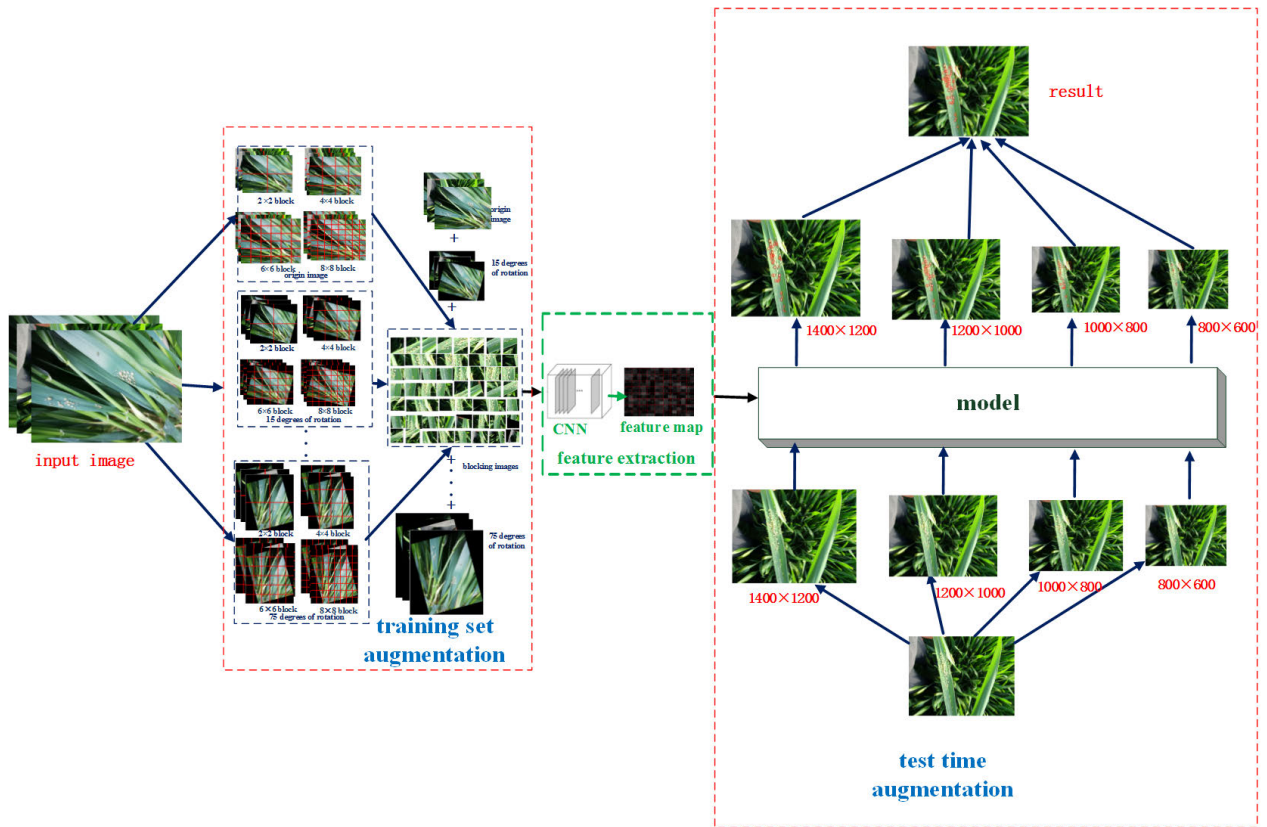 input image
2×2 block
4×4 block
6×6 block
8×8 block
origin image
2×2 block
4×4 block
6×6 block
8×8 block
15 degrees of rotation
2×2 block
4×4 block
6×6 block
8×8 block
75 degrees of rotation
origin
image
+
15 degrees
of rotation
+
blocking images
+
+
75 degrees
of rotation
training set
augmentation
CNN
feature map
feature extraction
result
1400×1200
1200×1000
1000×800
800×600
model
1400×1200
1200×1000
1000×800
800×600
test time
augmentation